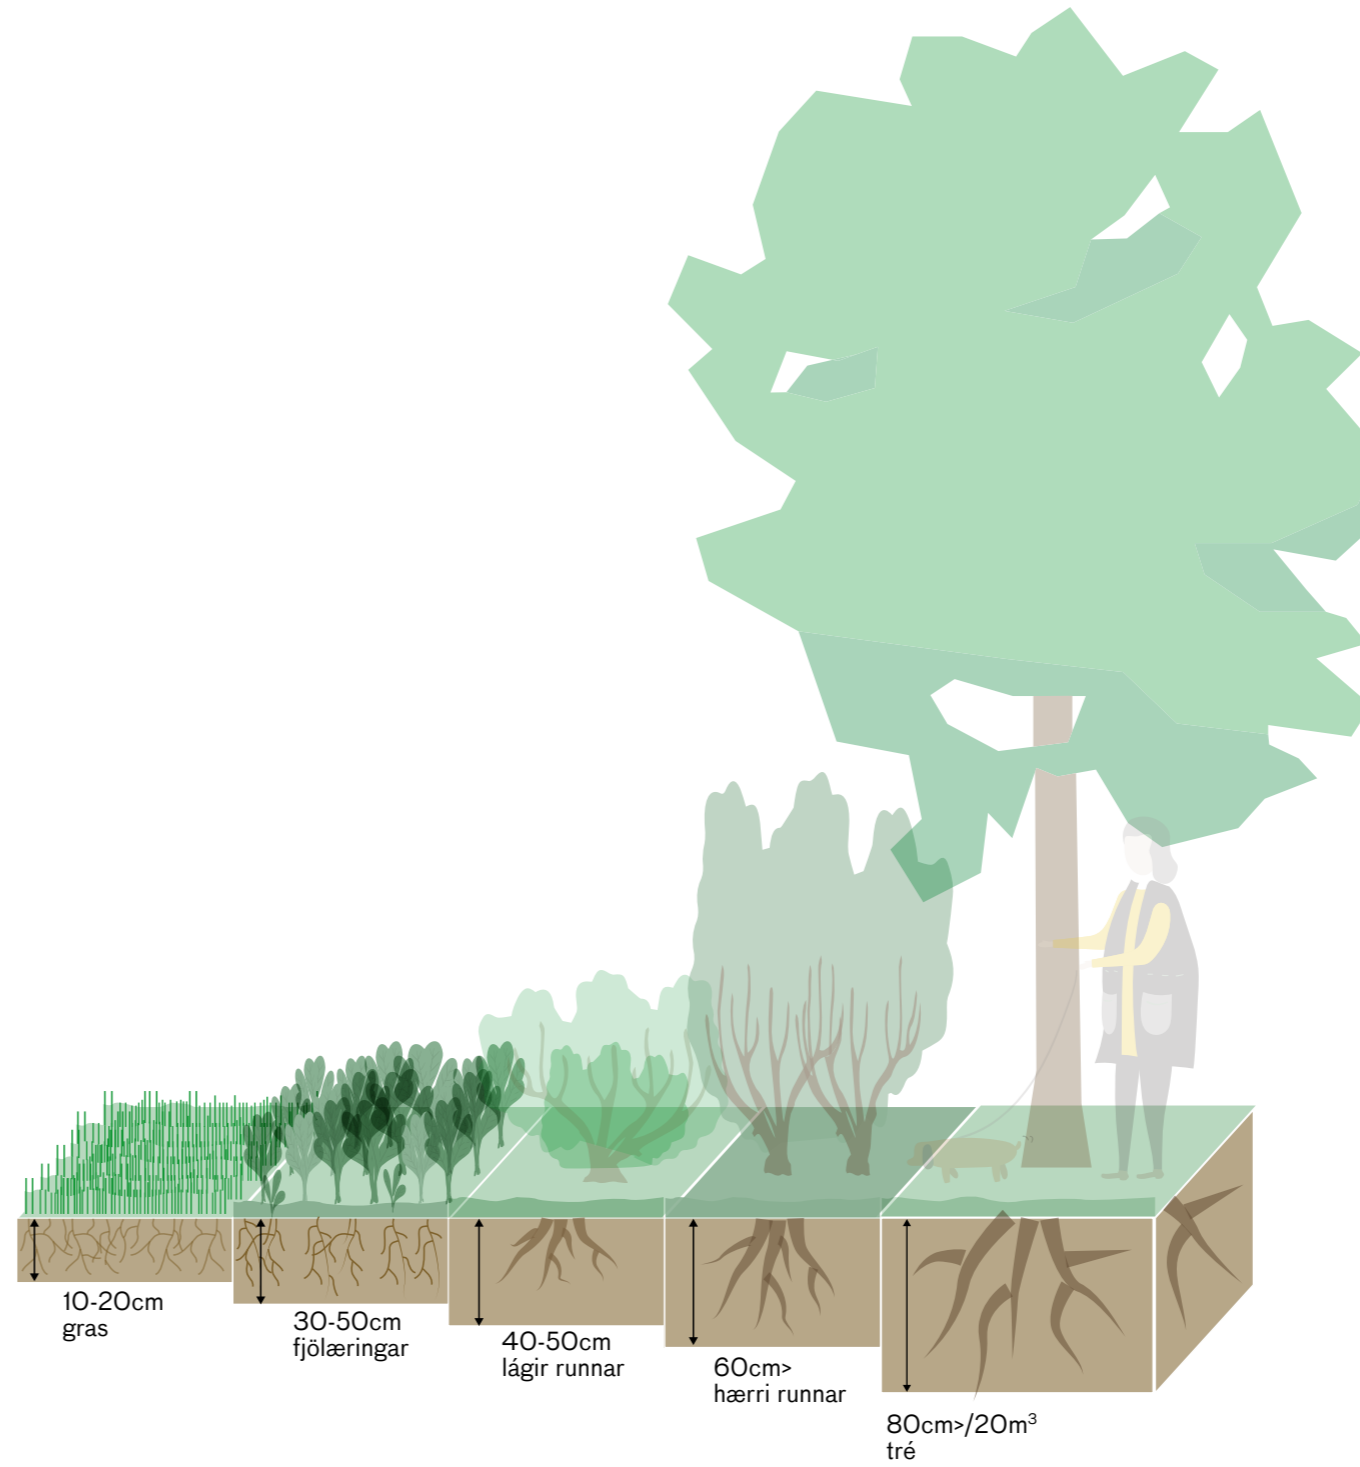 10-20cm
gras
30-50cm
fjölæringar
40-50cm
lágir runnar
60cm>
hærri runnar
80cm>/20m³
tré